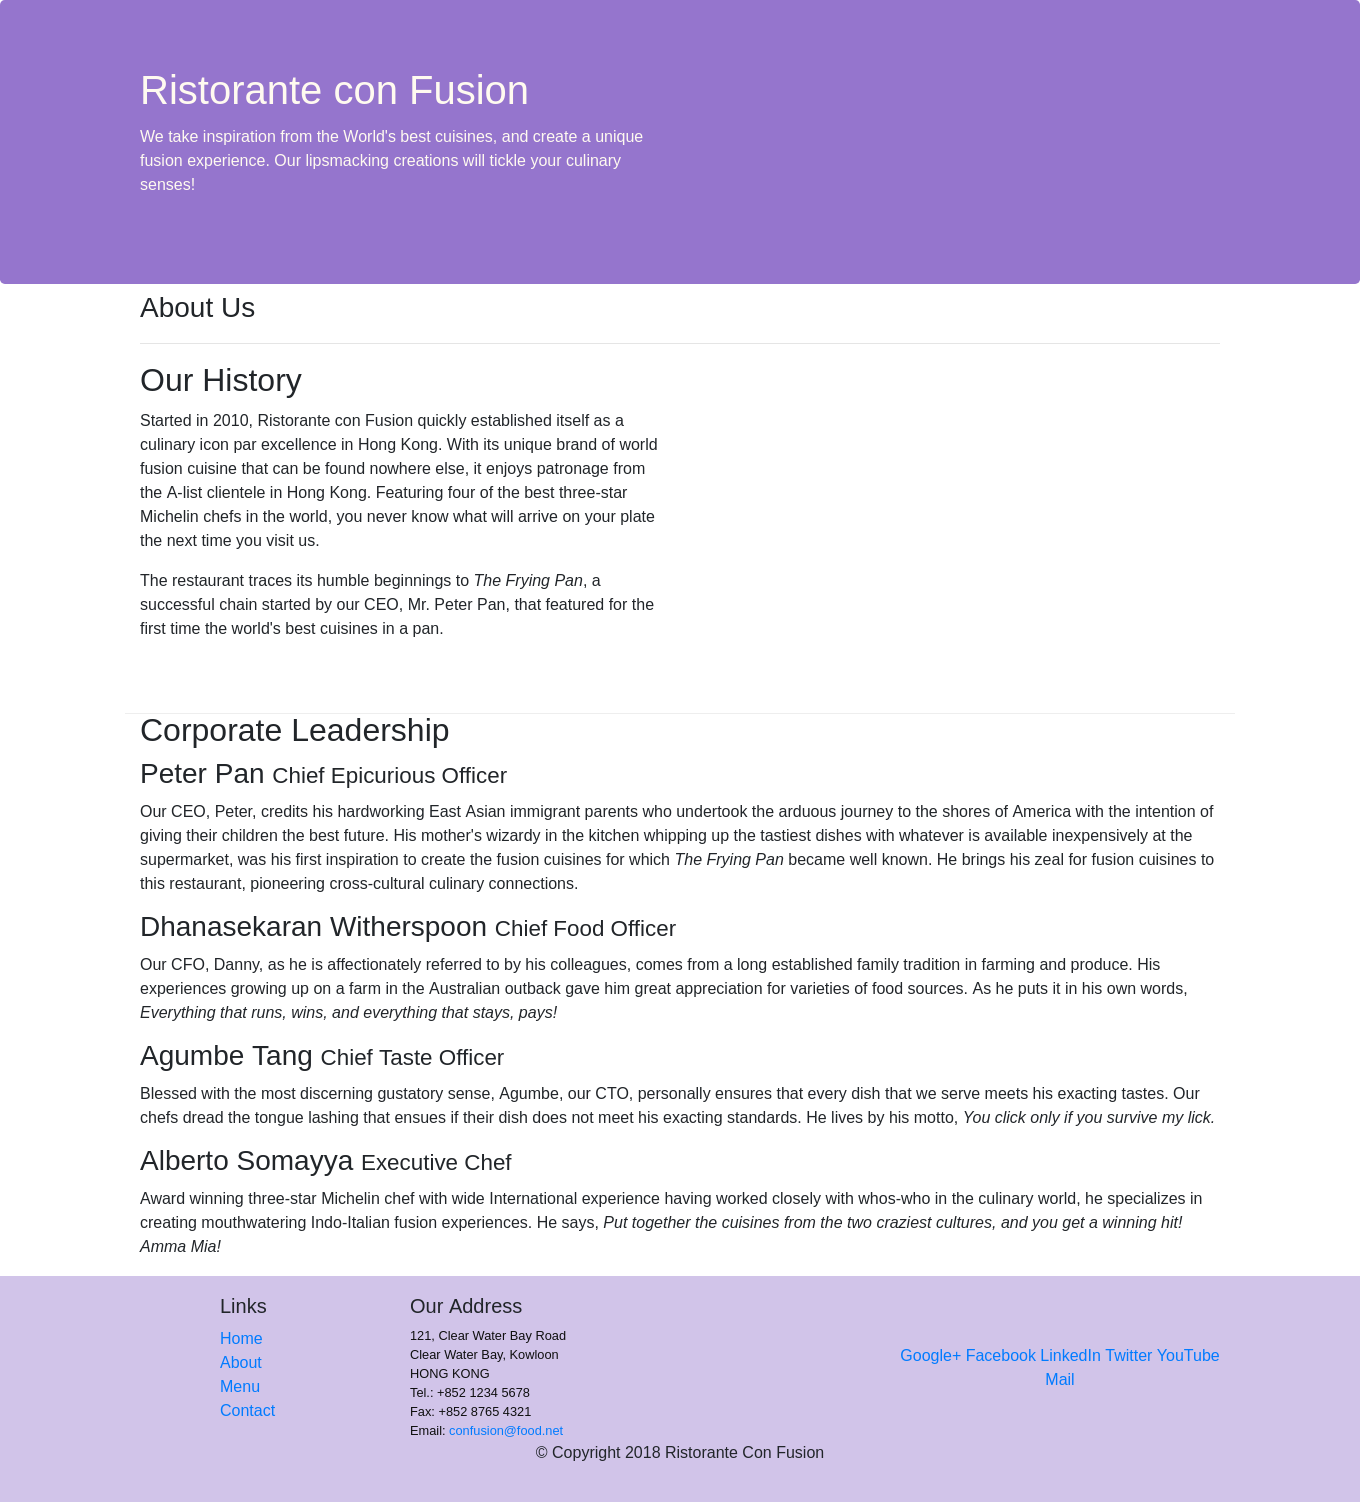 Ristorante con Fusion
We take inspiration from the World's best cuisines, and create a unique
fusion experience. Our lipsmacking creations will tickle your culinary
senses!
About Us
Our History
Started in 2010, Ristorante con Fusion quickly established itself as a
culinary icon par excellence in Hong Kong. With its unique brand of world
fusion cuisine that can be found nowhere else, it enjoys patronage from
the A-list clientele in Hong Kong. Featuring four of the best three-star
Michelin chefs in the world, you never know what will arrive on your plate
the next time you visit us.
The restaurant traces its humble beginnings to The Frying Pan, a
successful chain started by our CEO, Mr. Peter Pan, that featured for the
first time the world's best cuisines in a pan.
Corporate Leadership
Peter Pan Chief Epicurious Officer
Our CEO, Peter, credits his hardworking East Asian immigrant parents who undertook the arduous journey to the shores of America with the intention of
giving their children the best future. His mother's wizardy in the kitchen whipping up the tastiest dishes with whatever is available inexpensively at the
supermarket, was his first inspiration to create the fusion cuisines for which The Frying Pan became well known. He brings his zeal for fusion cuisines to
this restaurant, pioneering cross-cultural culinary connections.
Dhanasekaran Witherspoon Chief Food Officer
Our CFO, Danny, as he is affectionately referred to by his colleagues, comes from a long established family tradition in farming and produce. His
experiences growing up on a farm in the Australian outback gave him great appreciation for varieties of food sources. As he puts it in his own words,
Everything that runs, wins, and everything that stays, pays!
Agumbe Tang Chief Taste Officer
Blessed with the most discerning gustatory sense, Agumbe, our CTO, personally ensures that every dish that we serve meets his exacting tastes. Our
chefs dread the tongue lashing that ensues if their dish does not meet his exacting standards. He lives by his motto, You click only if you survive my lick.
Alberto Somayya Executive Chef
Award winning three-star Michelin chef with wide International experience having worked closely with whos-who in the culinary world, he specializes in
creating mouthwatering Indo-Italian fusion experiences. He says, Put together the cuisines from the two craziest cultures, and you get a winning hit!
Amma Mia!
Links
Home
About
Menu
Contact
Our Address
121, Clear Water Bay Road
Clear Water Bay, Kowloon
HONG KONG
Tel.: +852 1234 5678
Fax: +852 8765 4321
Email: confusion@food.net
Google+ Facebook LinkedIn Twitter YouTube
Mail
© Copyright 2018 Ristorante Con Fusion